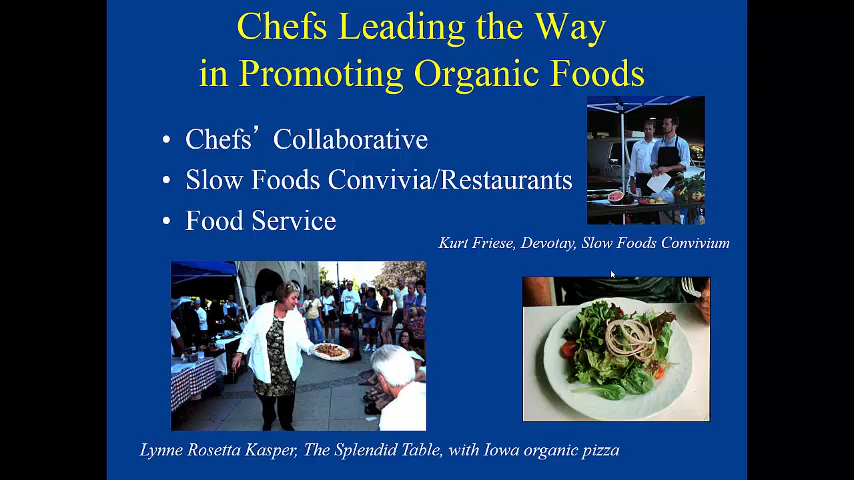 Chefs Leading the Way
in Promoting Organic Foods
• Chefs’ Collaborative
• Slow Foods Convivia/Restaurants
• Food Service
Kurt Friese, Devotay, Slow Foods Convivium
Lynne Rosetta Kasper, The Splendid Table, with Iowa organic pizza